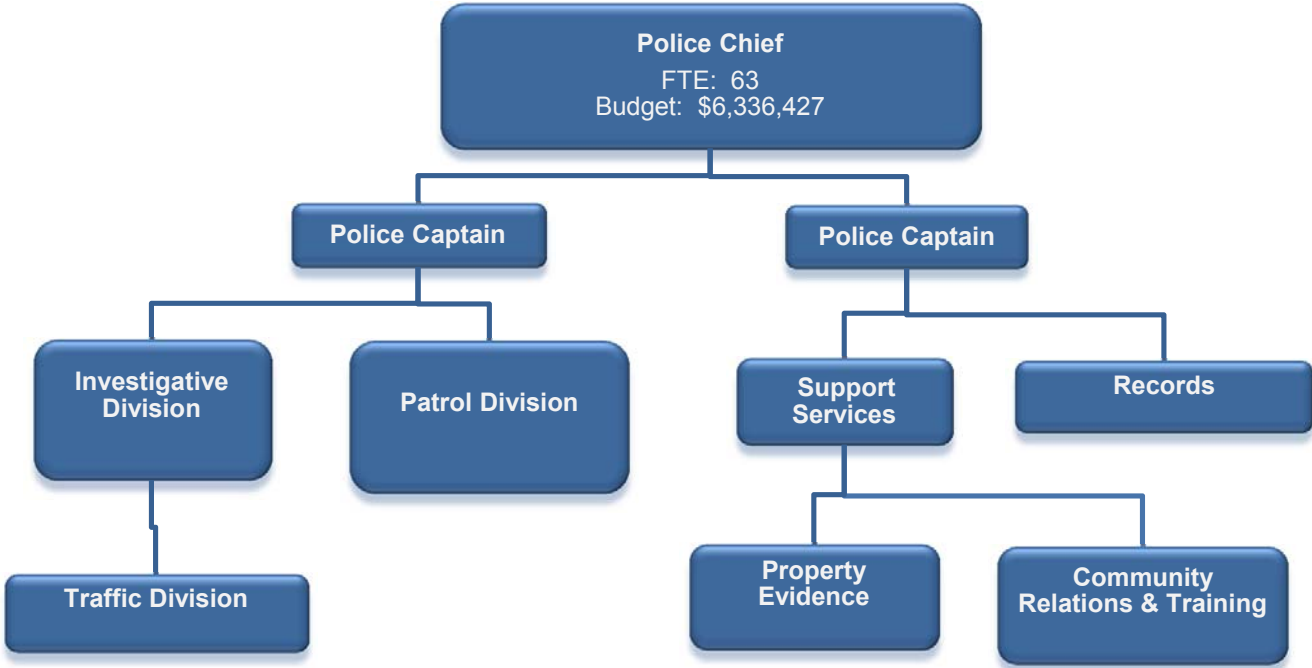 Police Chief
FTE: 63
Budget: $6,336,427
Police Captain
Police Captain
Investigative
Division
Patrol Division
Support
Services
Records
Traffic Division
Property
Evidence
Community
Relations & Training